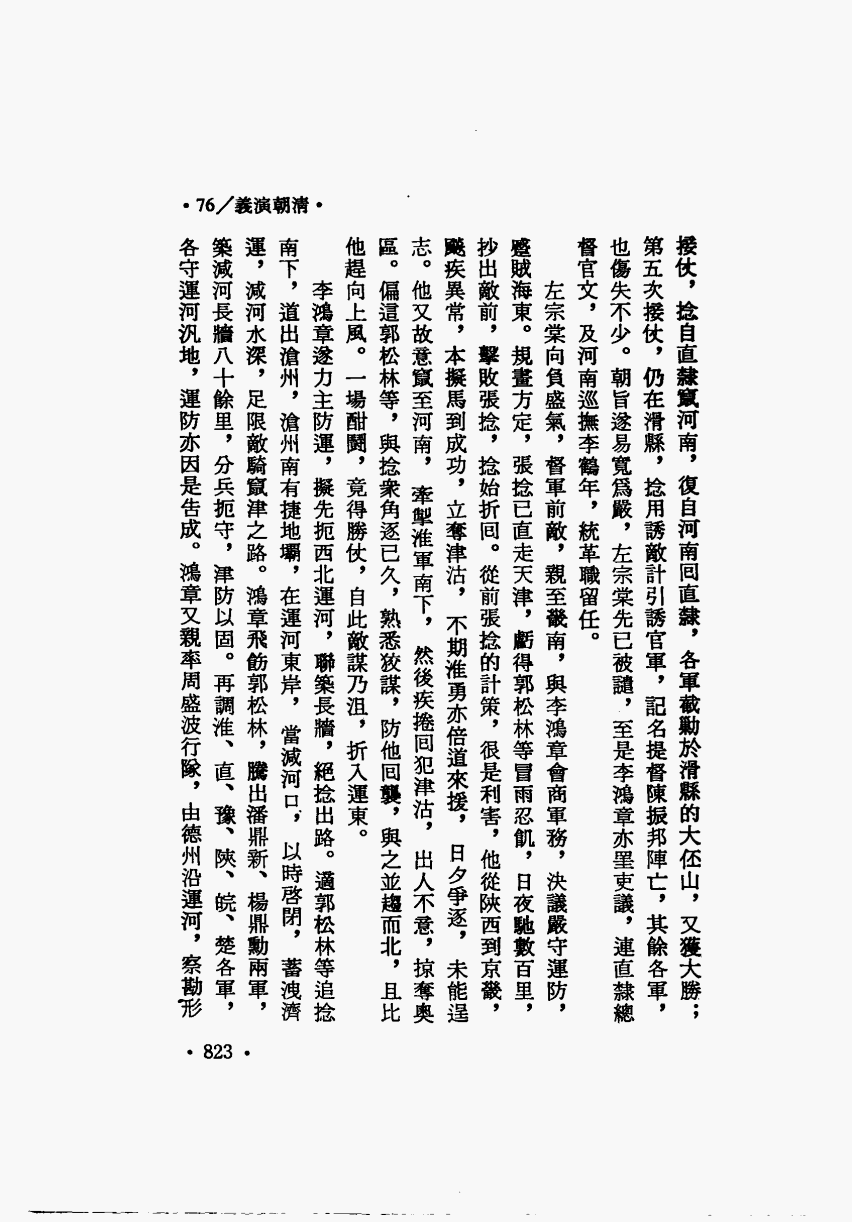 •76／義演朝清•
接仗，捻自直隸竄河南，復自河南回直隸，各軍截勦於滑縣的大伾山，又獲大勝；
第五次接仗，仍在滑縣，捻用誘敵計引誘官軍，記名提督陳振邦陣亡，其餘各軍，
也傷失不少。朝旨遂易寬爲嚴，左宗棠先已被譴，至是李鴻章亦罣吏議，連直隸總
督官文，及河南巡撫李鶴年，統革職留任。
左宗棠向負盛氣，督軍前敵，親至畿南，與李鴻章會商軍務，決議嚴守運防，
蹙賊海東。規畫方定，張捻已直走天津，虧得郭松林等冒雨忍飢，日夜馳數百里，
抄出敵前，擊敗張捻，捻始折回。從前張捻的計策，很是利害，他從陝西到京畿，
飈疾異常，本擬馬到成功，立奪津沽，不期淮勇亦倍道來援，日夕爭逐，未能逞
志。他又故意竄至河南，牽掣淮軍南下，然後疾捲回犯津沽，出人不意，掠奪奧
區。偏這郭松林等，與捻衆角逐已久，熟悉狡謀，防他回襲，與之並趨而北，且比
他趕向上風。一場酣鬪，竟得勝仗，自此敵謀乃沮，折入運東。
李鴻章遂力主防運，擬先扼西北運河，聯築長牆，絕捻出路。適郭松林等追捻
南下，道出滄州，滄州南有捷地壩，在運河東岸，當減河口，以時啓閉，蓄洩濟
運，減河水深，足限敵騎竄津之路。鴻章飛飭郭松林，騰出潘鼎新、楊鼎勳兩軍，
築減河長牆八十餘里，分兵扼守，津防以固。再調淮、直、豫、陝、皖、楚各軍，
各守運河汛地，運防亦因是告成。鴻章又親率周盛波行隊，由德州沿運河，察勘形
•823•